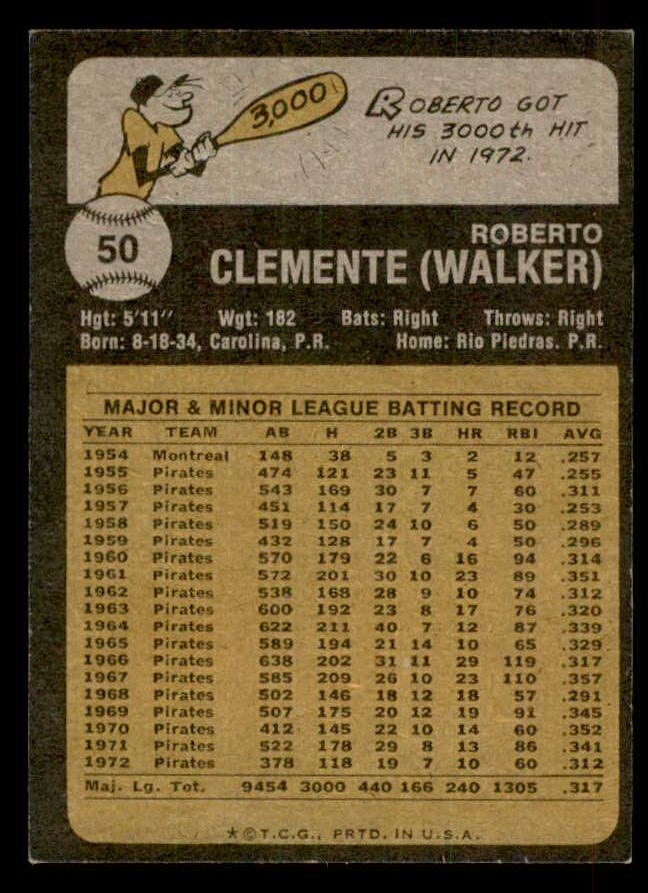 3,000
ROBERTO GOT
HIS 3000th HIT
IN 1972.
50
ROBERTO
CLEMENTE (WALKER)
Hgt: 5'11" Wgt: 182 Bats: Right Throws: Right
Born: 8-18-34, Carolina, P.R. Home: Rio Piedras. P.R.
MAJOR & MINOR LEAGUE BATTING RECORD
YEAR TEAM AB H 2B 3B HR RBI AVG
1954 Montreal 148 38 5 3 2 12 .257
1955 Pirates 474 121 23 11 5 47 .255
1956 Pirates 543 169 30 7 7 60 .311
1957 Pirates 451 114 17 7 4 30 .253
1958 Pirates 519 150 24 10 6 50 .289
1959 Pirates 432 128 17 7 4 50 .296
1960 Pirates 570 179 22 6 16 94 .314
1961 Pirates 572 201 30 10 23 89 .351
1962 Pirates 538 168 28 9 10 74 .312
1963 Pirates 600 192 23 8 17 76 .320
1964 Pirates 622 211 40 7 12 87 .339
1965 Pirates 589 194 21 14 10 65 .329
1966 Pirates 638 202 31 11 29 119 .317
1967 Pirates 585 209 26 10 23 110 .357
1968 Pirates 502 146 18 12 18 57 .291
1969 Pirates 507 175 20 12 19 91 .345
1970 Pirates 412 145 22 10 14 60 .352
1971 Pirates 522 178 29 8 13 86 .341
1972 Pirates 378 118 19 7 10 60 .312
Maj. Lg. Tot. 9454 3000 440 166 240 1305 .317
★©T.C.G., PRTD. IN U.S.A.